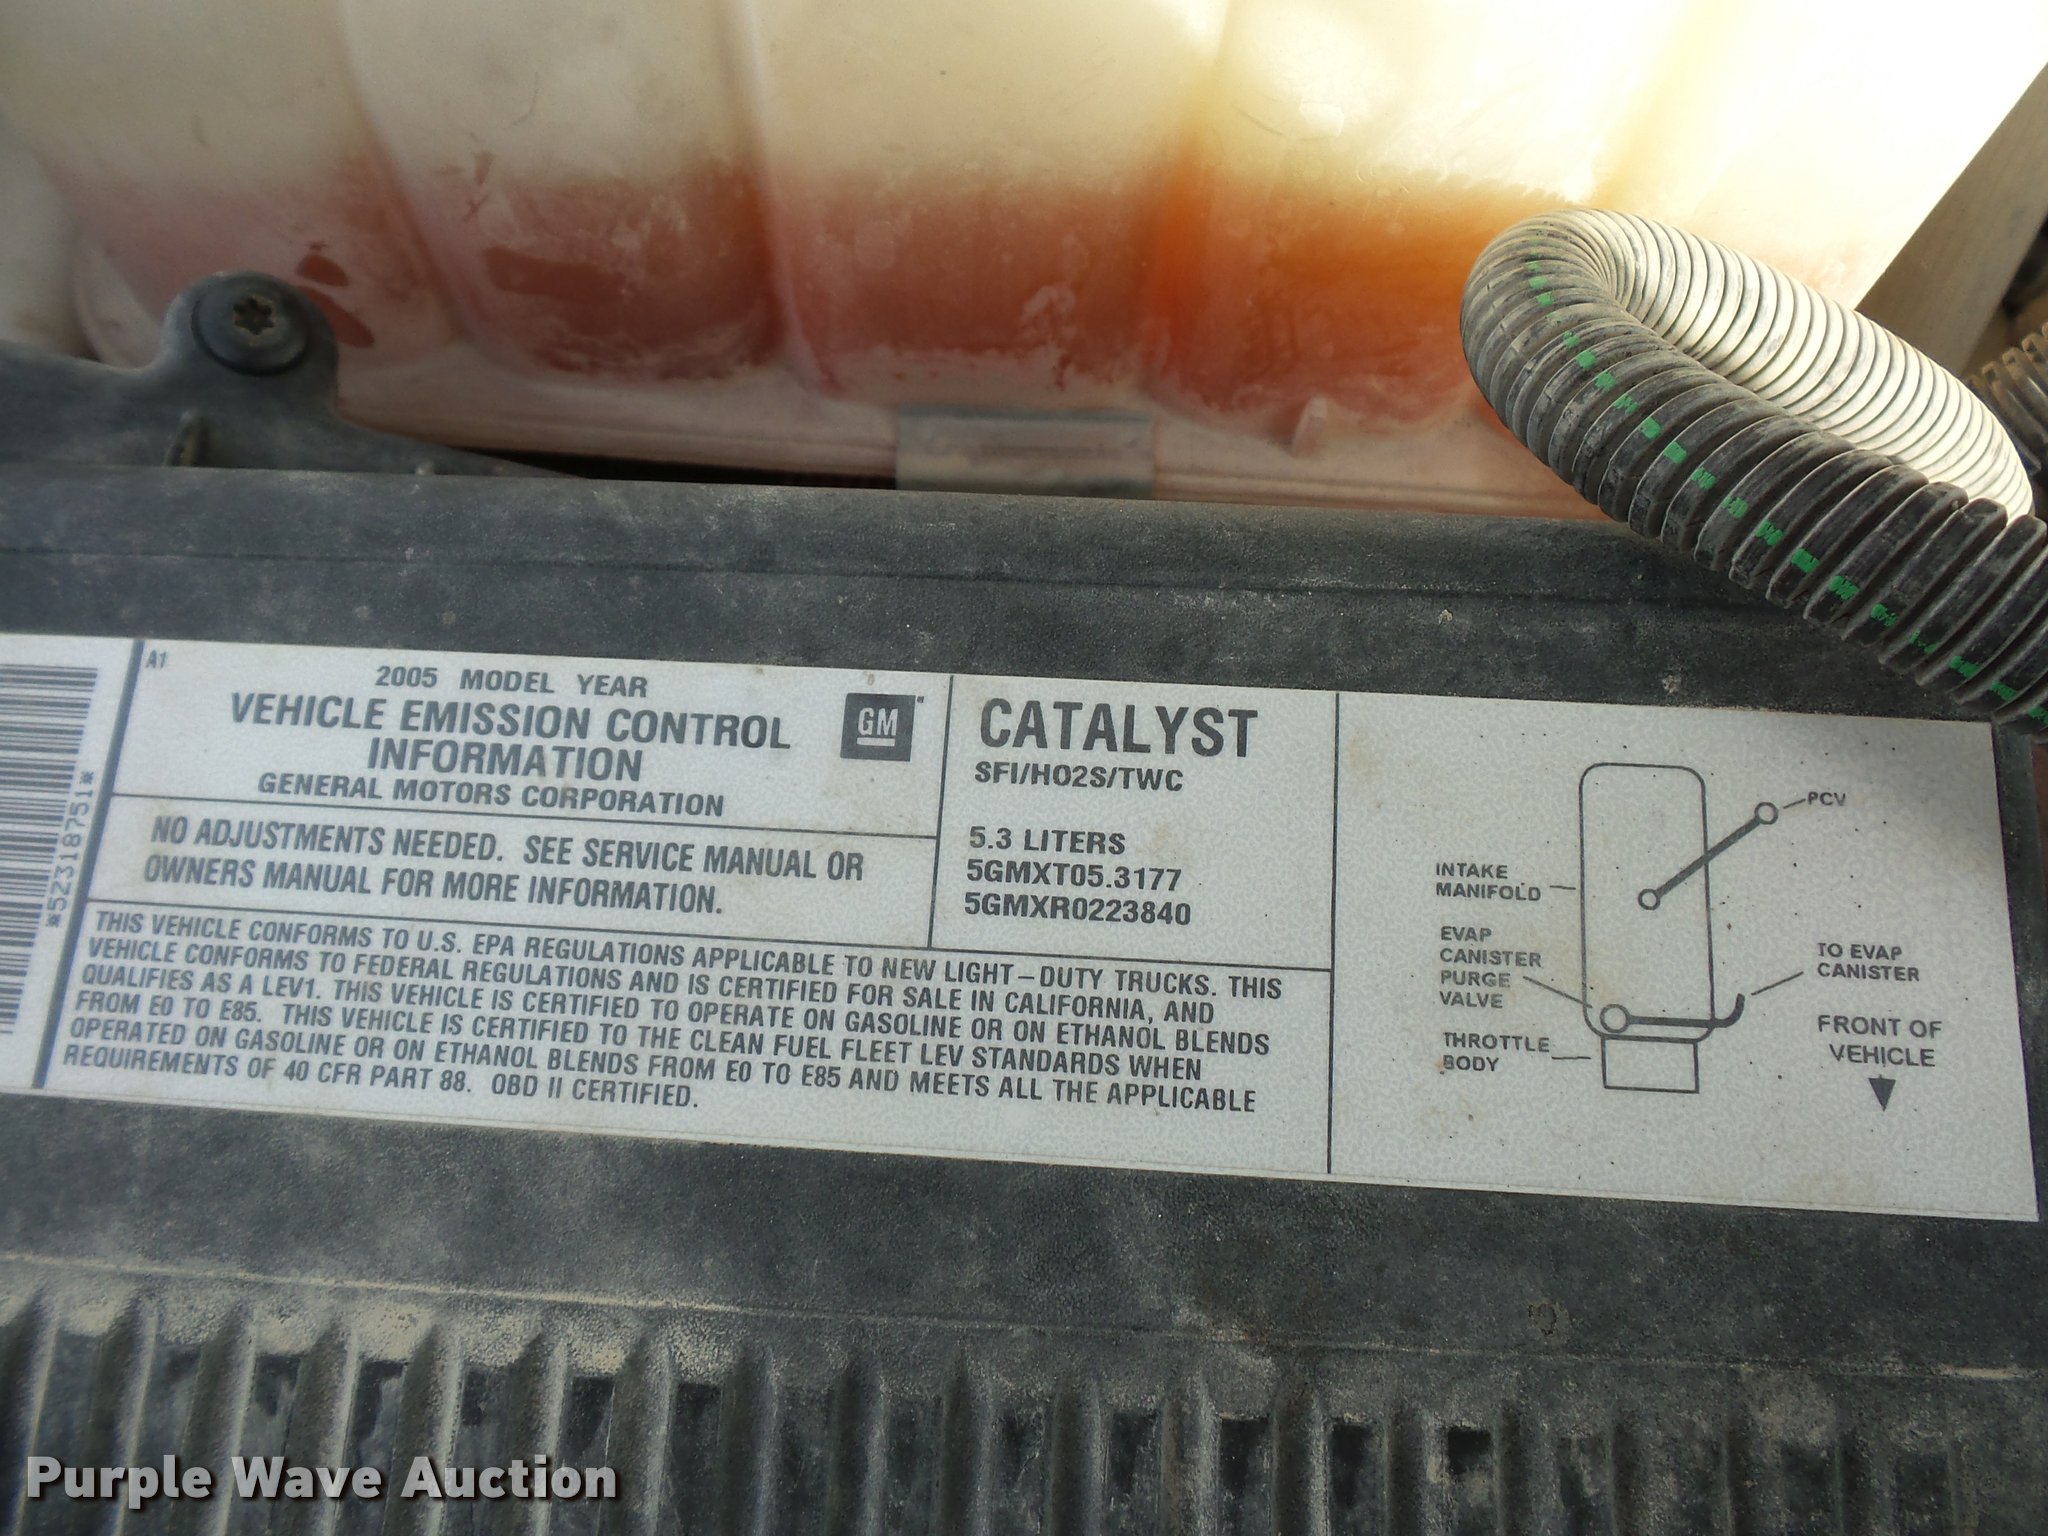 A1
2005 MODEL YEAR
VEHICLE EMISSION CONTROL
INFORMATION
GENERAL MOTORS CORPORATION
GM
NO ADJUSTMENTS NEEDED. SEE SERVICE MANUAL OR
OWNERS MANUAL FOR MORE INFORMATION.
CATALYST
SFI/HO2S/TWC
5.3 LITERS
5GMXT05.3177
5GMXR0223840
THIS VEHICLE CONFORMS TO U.S. EPA REGULATIONS APPLICABLE TO NEW LIGHT-DUTY TRUCKS. THIS
VEHICLE CONFORMS TO FEDERAL REGULATIONS AND IS CERTIFIED FOR SALE IN CALIFORNIA, AND
QUALIFIES AS A LEV1. THIS VEHICLE IS CERTIFIED TO OPERATE ON GASOLINE OR ON ETHANOL BLENDS
FROM E0 TO E85. THIS VEHICLE IS CERTIFIED TO THE CLEAN FUEL FLEET LEV STANDARDS WHEN
OPERATED ON GASOLINE OR ON ETHANOL BLENDS FROM E0 TO E85 AND MEETS ALL THE APPLICABLE
REQUIREMENTS OF 40 CFR PART 88. OBD II CERTIFIED.
*52318751*
PCV
INTAKE
MANIFOLD
EVAP
CANISTER
PURGE
VALVE
THROTTLE
BODY
TO EVAP
CANISTER
FRONT OF
VEHICLE
Purple Wave Auction